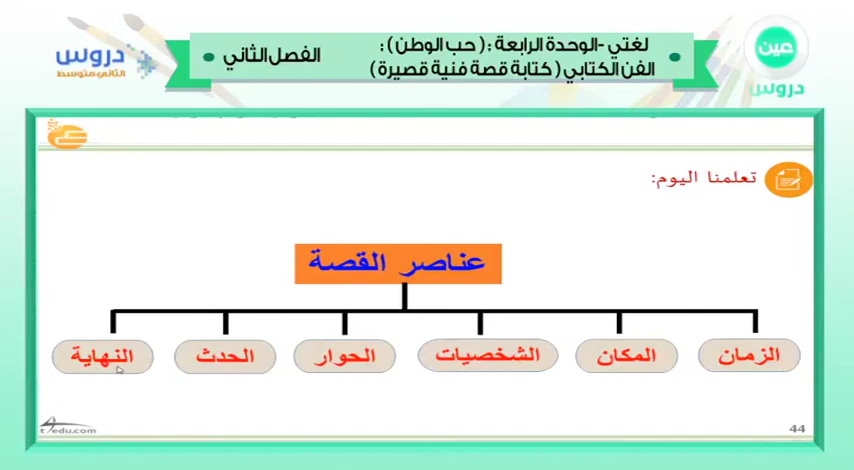 لغتي -الوحدة الرابعة : ( حب الوطن ) :
الفن الكتابي ( كتابة قصة فنية قصيرة )
الفصل الثاني
عين
دروس
دروس
الثاني متوسط
تعلمنا اليوم:
عناصر القصة
الزمان
المكان
الشخصيات
الحوار
الحدث
النهاية
t4edu.com
44